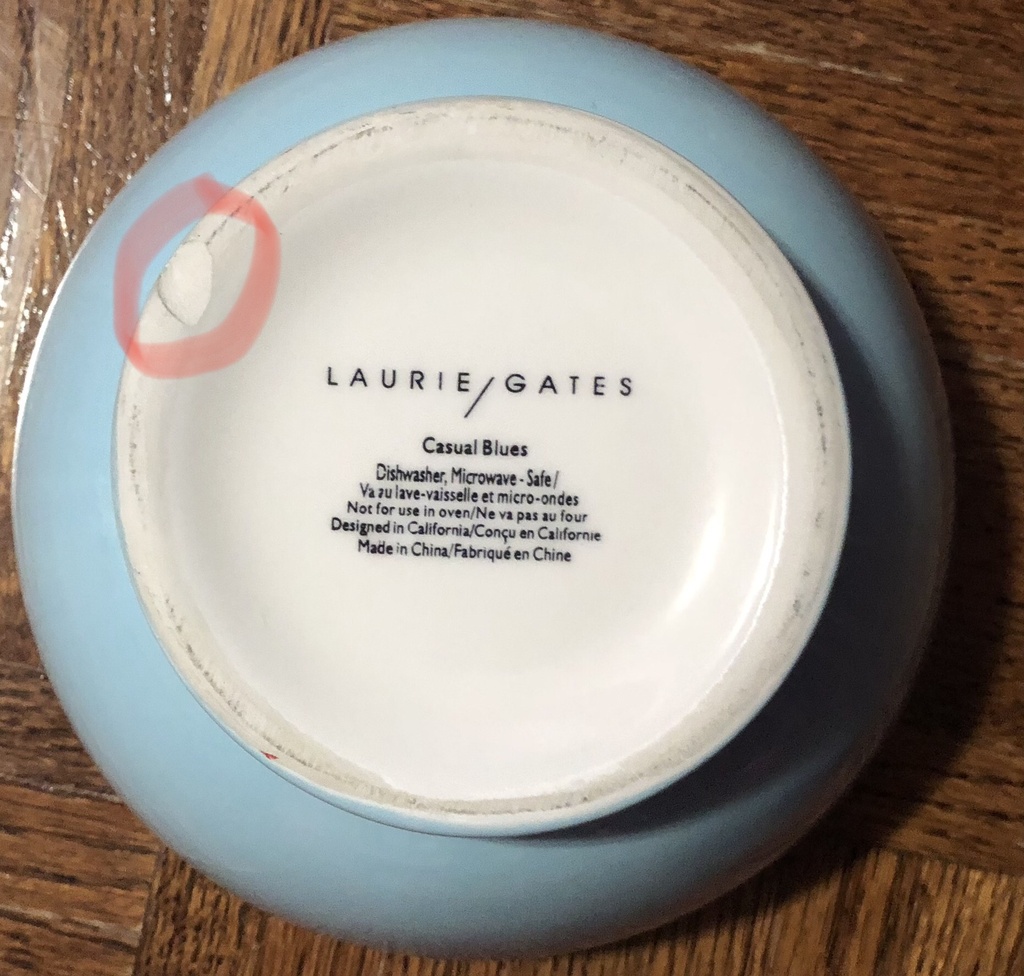 LAURIE/GATES
Casual Blues
Dishwasher, Microwave - Safe/
Va au lave-vaisselle et micro-ondes
Not for use in oven/Ne va pas au four
Designed in California/Conçu en Californie
Made in China/Fabriqué en Chine